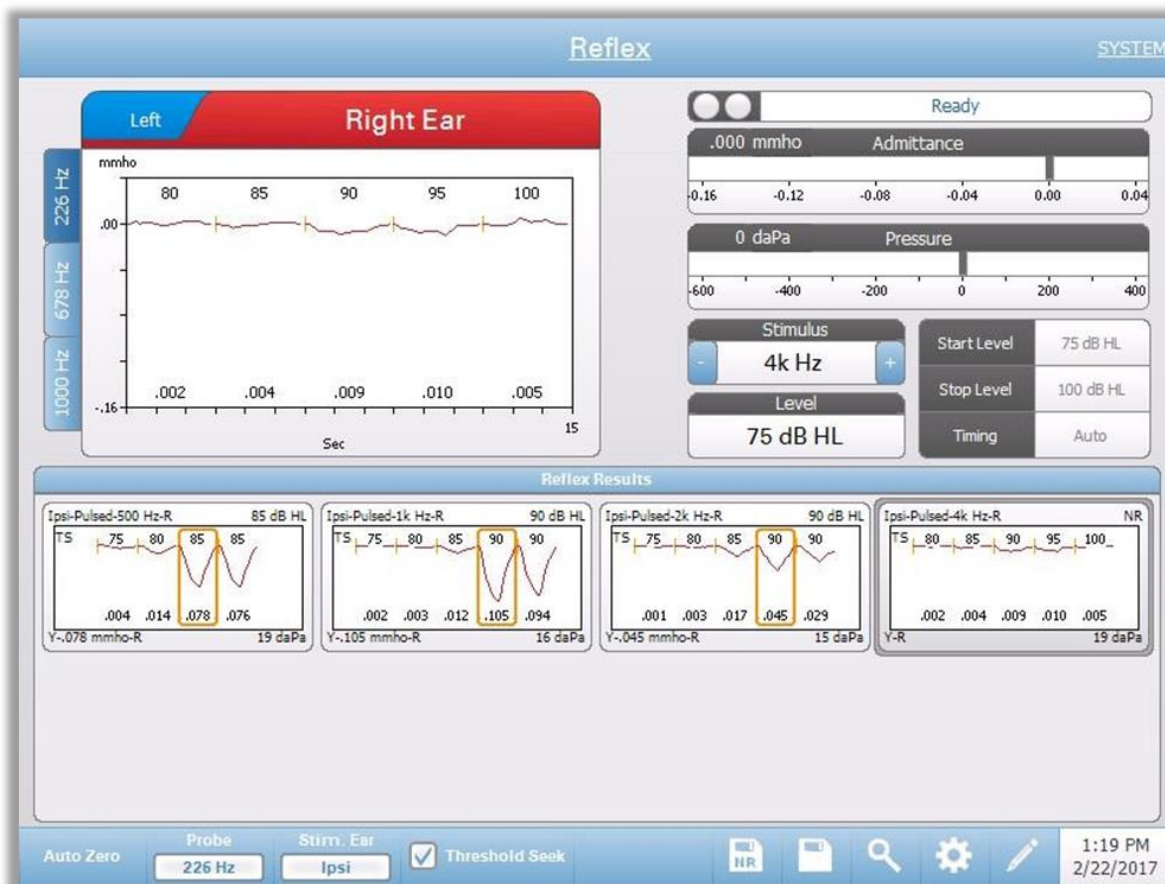 Reflex
SYSTEM
Left
Right Ear
226 Hz
678 Hz
1000 Hz
mmho
80 85 90 95 100
.00
.002 .004 .009 .010 .005
-.16
15
Sec
Ready
.000 mmho Admittance
-0.16 -0.12 -0.08 -0.04 0.00 0.04
0 daPa Pressure
-600 -400 -200 0 200 400
Stimulus
- 4k Hz +
Level
75 dB HL
Start Level 75 dB HL
Stop Level 100 dB HL
Timing Auto
Reflex Results
Ipsi-Pulsed-500 Hz-R 85 dB HL
TS 75 80 85 85
.004 .014 .078 .076
Y-.078 mmho-R 19 daPa
Ipsi-Pulsed-1k Hz-R 90 dB HL
TS 75 80 85 90 90
.002 .003 .012 .105 .094
Y-.105 mmho-R 16 daPa
Ipsi-Pulsed-2k Hz-R 90 dB HL
TS 75 80 85 90 90
.001 .003 .017 .045 .029
Y-.045 mmho-R 15 daPa
Ipsi-Pulsed-4k Hz-R NR
TS 80 85 90 95 100
.002 .004 .009 .010 .005
Y-R 19 daPa
Auto Zero
Probe
226 Hz
Stim. Ear
Ipsi
Threshold Seek
NR
1:19 PM
2/22/2017